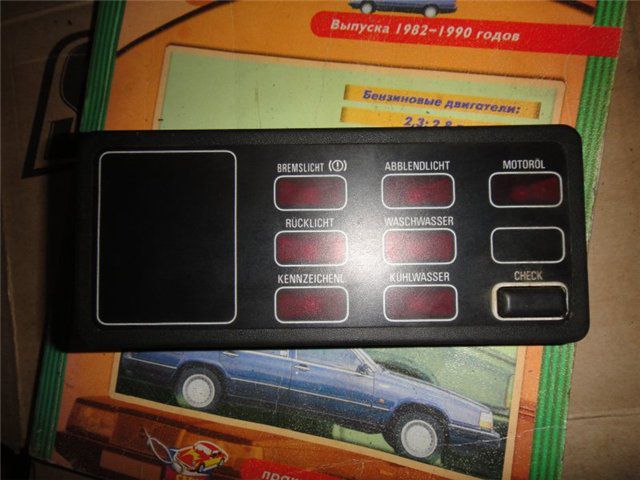 Выпуска 1982–1990 годов
Бензиновые двигатели:
2,3; 2,8
BREMSLICHT (!)
ABBLENDLICHT
MOTORÖL
RÜCKLICHT
WASCHWASSER
KENNZEICHENL.
KÜHLWASSER
CHECK